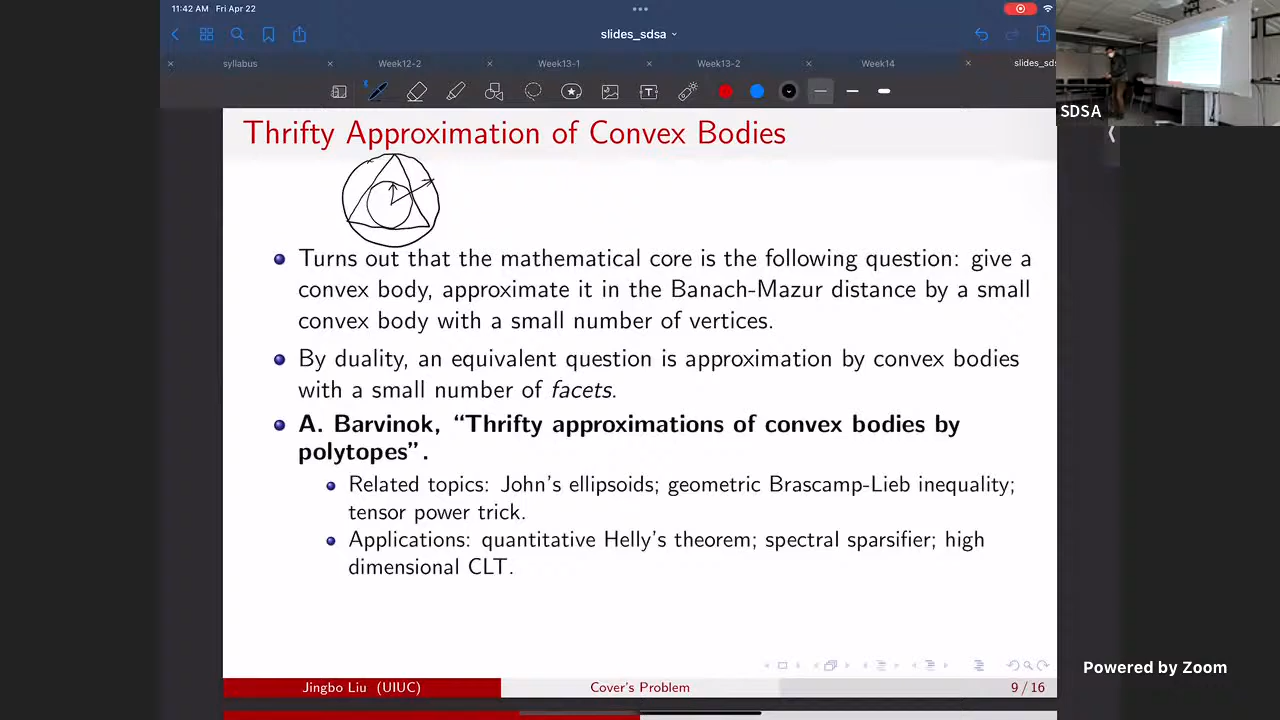 11:42 AM Fri Apr 22
slides_sdsa
syllabus
Week12-2
Week13-1
Week13-2
Week14
slides_sds
SDSA
Thrifty Approximation of Convex Bodies
Turns out that the mathematical core is the following question: give a
convex body, approximate it in the Banach-Mazur distance by a small
convex body with a small number of vertices.
By duality, an equivalent question is approximation by convex bodies
with a small number of facets.
A. Barvinok, “Thrifty approximations of convex bodies by
polytopes”.
Related topics: John's ellipsoids; geometric Brascamp-Lieb inequality;
tensor power trick.
Applications: quantitative Helly's theorem; spectral sparsifier; high
dimensional CLT.
Jingbo Liu (UIUC)
Cover's Problem
9 / 16
Powered by Zoom